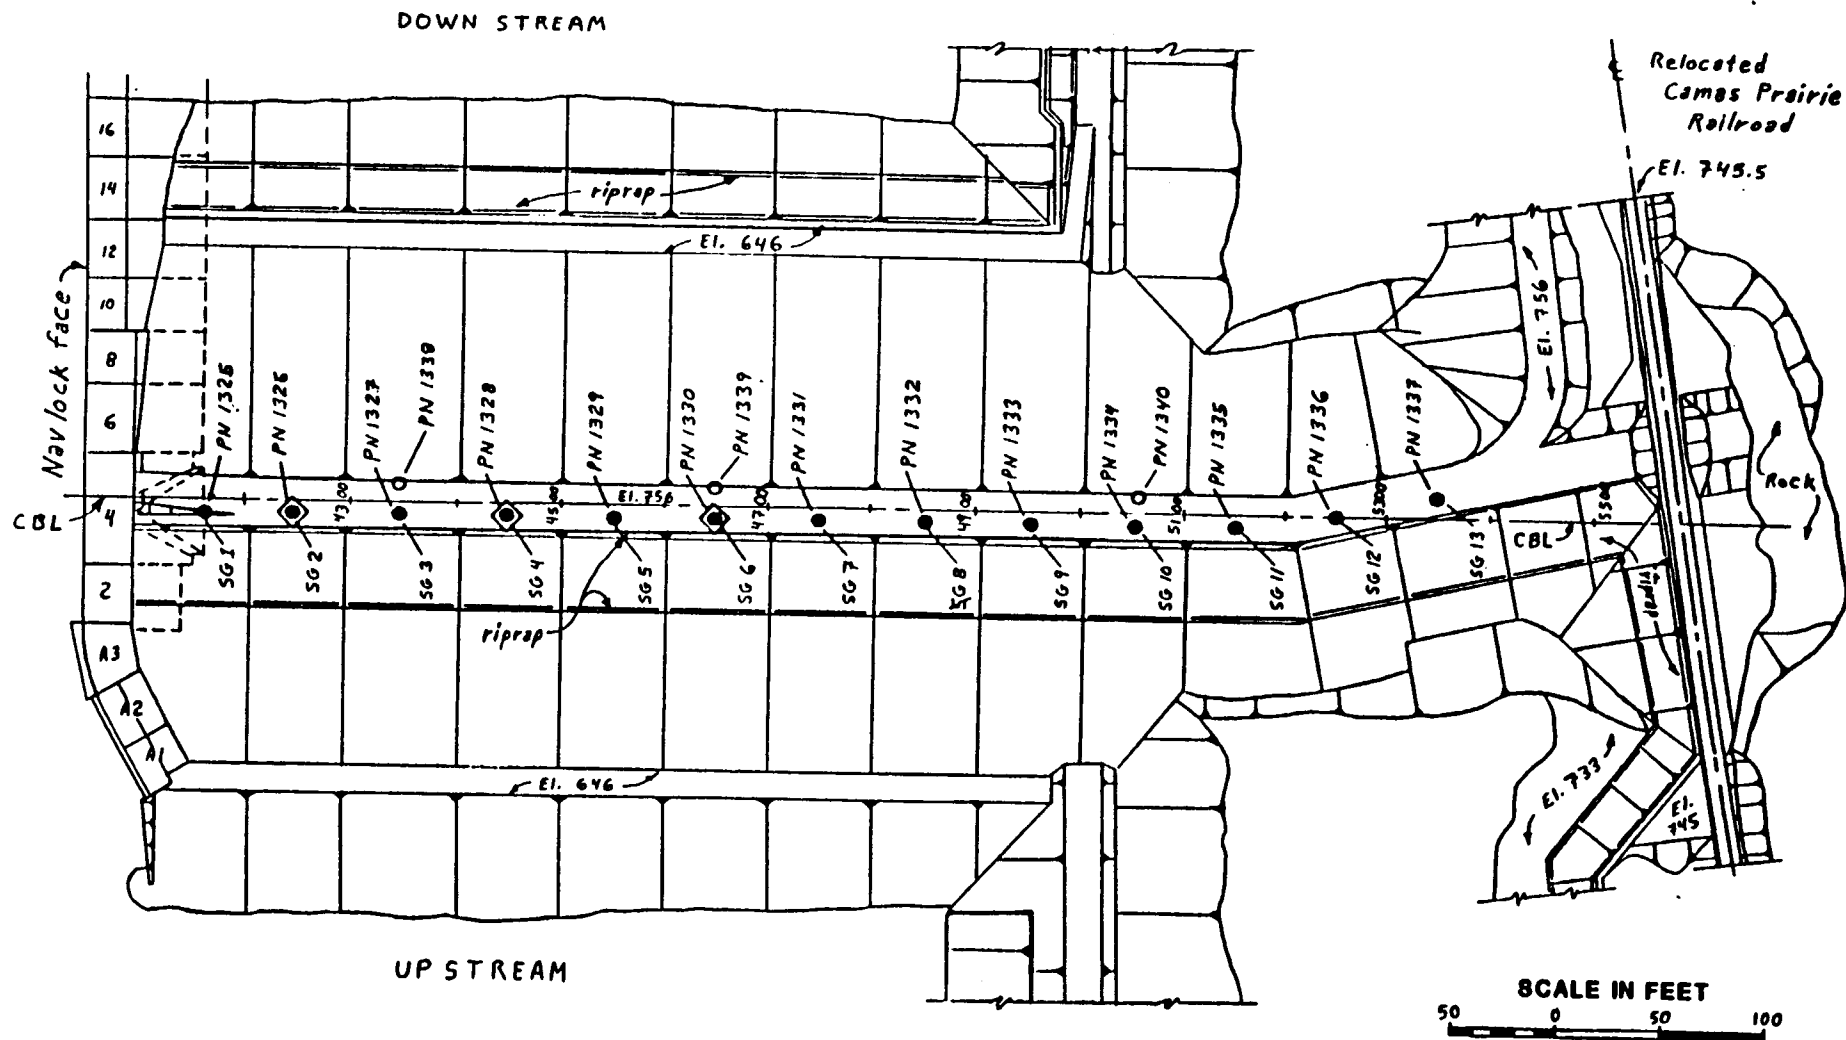 DOWN STREAM
Relocated
Camas Prairie
Railroad
El. 745.5
16
14
12
10
8
6
4
2
A3
A2
A1
riprap
El. 646
Nav lock face
El. 756
PN 1325
PN 1326
PN 1327
PN 1338
PN 1328
PN 1329
PN 1330
PN 1339
PN 1331
PN 1332
PN 1333
PN 1334
PN 1340
PN 1335
PN 1336
PN 1337
Rock
CBL
43.00
45.00
El. 756
47.00
49.00
51.00
53.00
55.00
CBL
SG 1
SG 2
SG 3
SG 4
SG 5
SG 6
SG 7
SG 8
SG 9
SG 10
SG 11
SG 12
SG 13
riprap
El. 646
El. 733
El.
745
UP STREAM
SCALE IN FEET
50 0 50 100